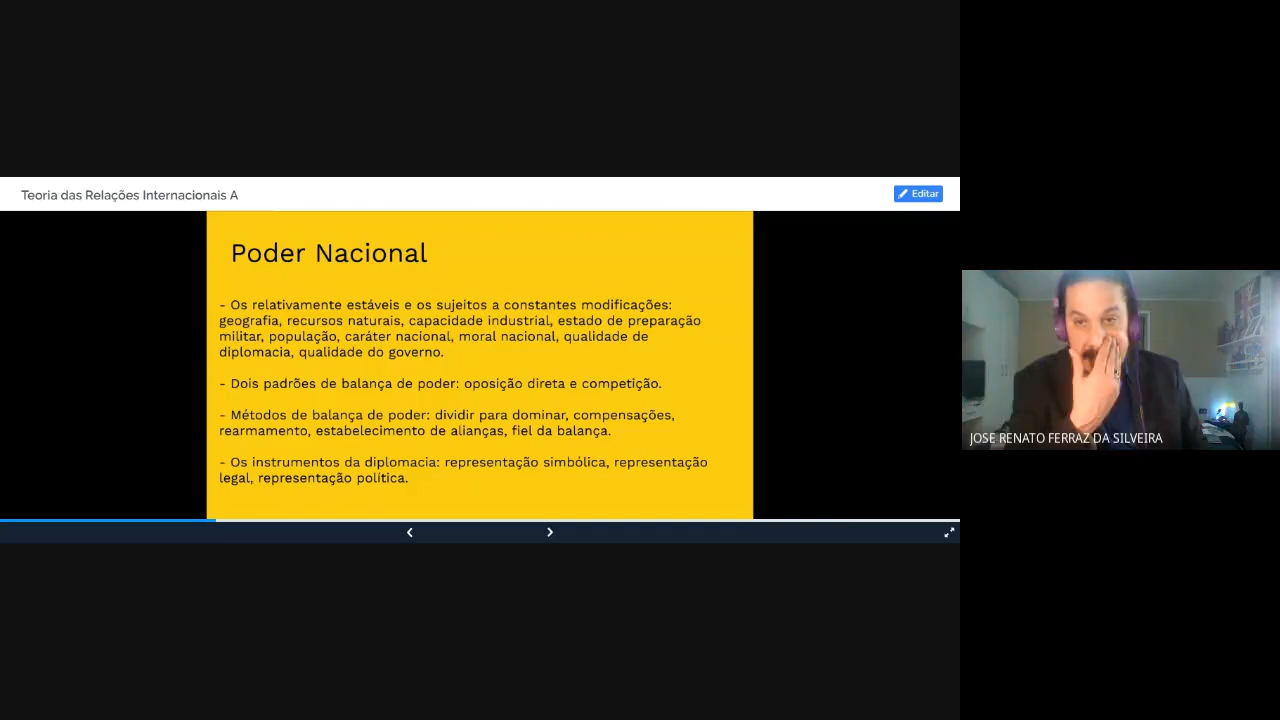 Teoria das Relações Internacionais A
Editar
Poder Nacional
- Os relativamente estáveis e os sujeitos a constantes modificações:
geografia, recursos naturais, capacidade industrial, estado de preparação
militar, população, caráter nacional, moral nacional, qualidade de
diplomacia, qualidade do governo.
- Dois padrões de balança de poder: oposição direta e competição.
- Métodos de balança de poder: dividir para dominar, compensações,
rearmamento, estabelecimento de alianças, fiel da balança.
- Os instrumentos da diplomacia: representação simbólica, representação
legal, representação política.
JOSE RENATO FERRAZ DA SILVEIRA